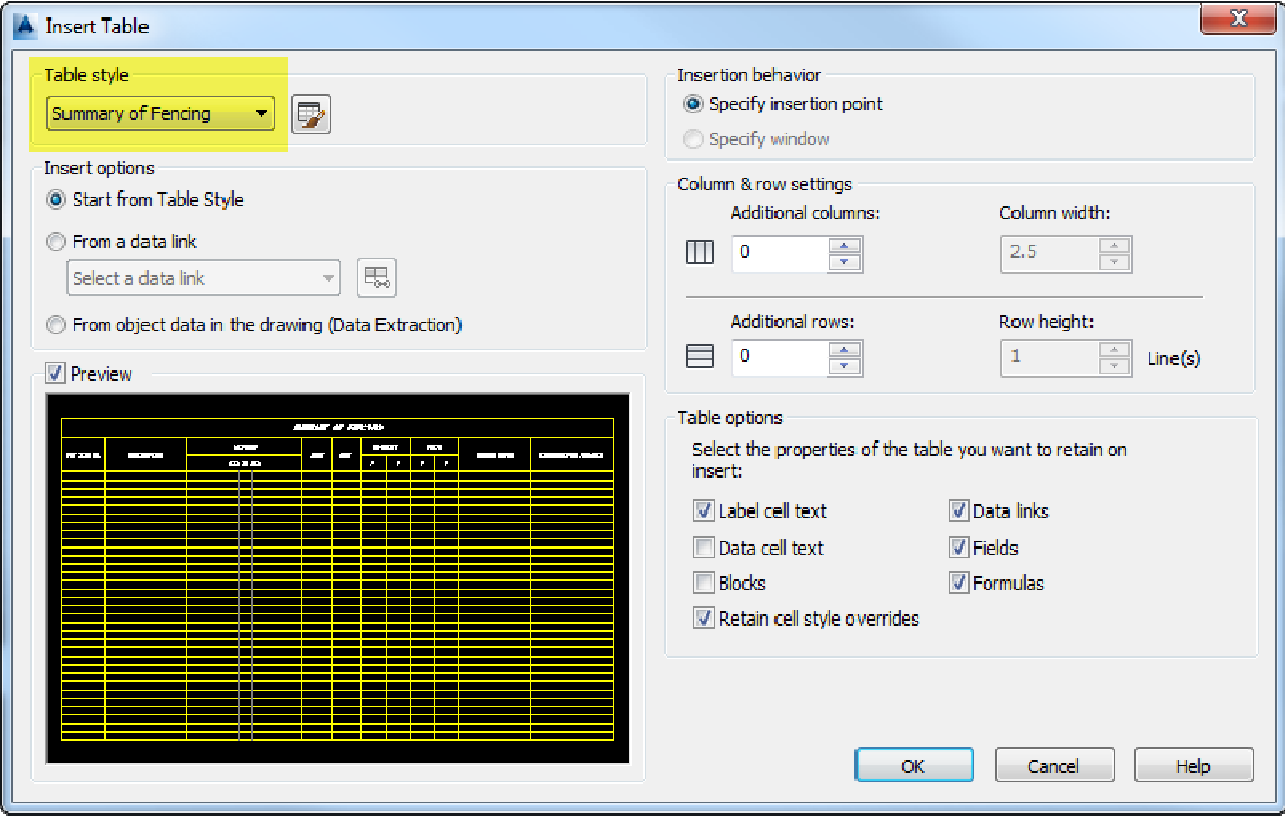 Insert Table
Table style
Summary of Fencing
Insert options
Start from Table Style
From a data link
Select a data link
From object data in the drawing (Data Extraction)
Preview
Insertion behavior
Specify insertion point
Specify window
Column & row settings
Additional columns:
Column width:
0
2.5
Additional rows:
Row height:
0
1
Line(s)
Table options
Select the properties of the table you want to retain on
insert:
Label cell text
Data links
Data cell text
Fields
Blocks
Formulas
Retain cell style overrides
OK
Cancel
Help